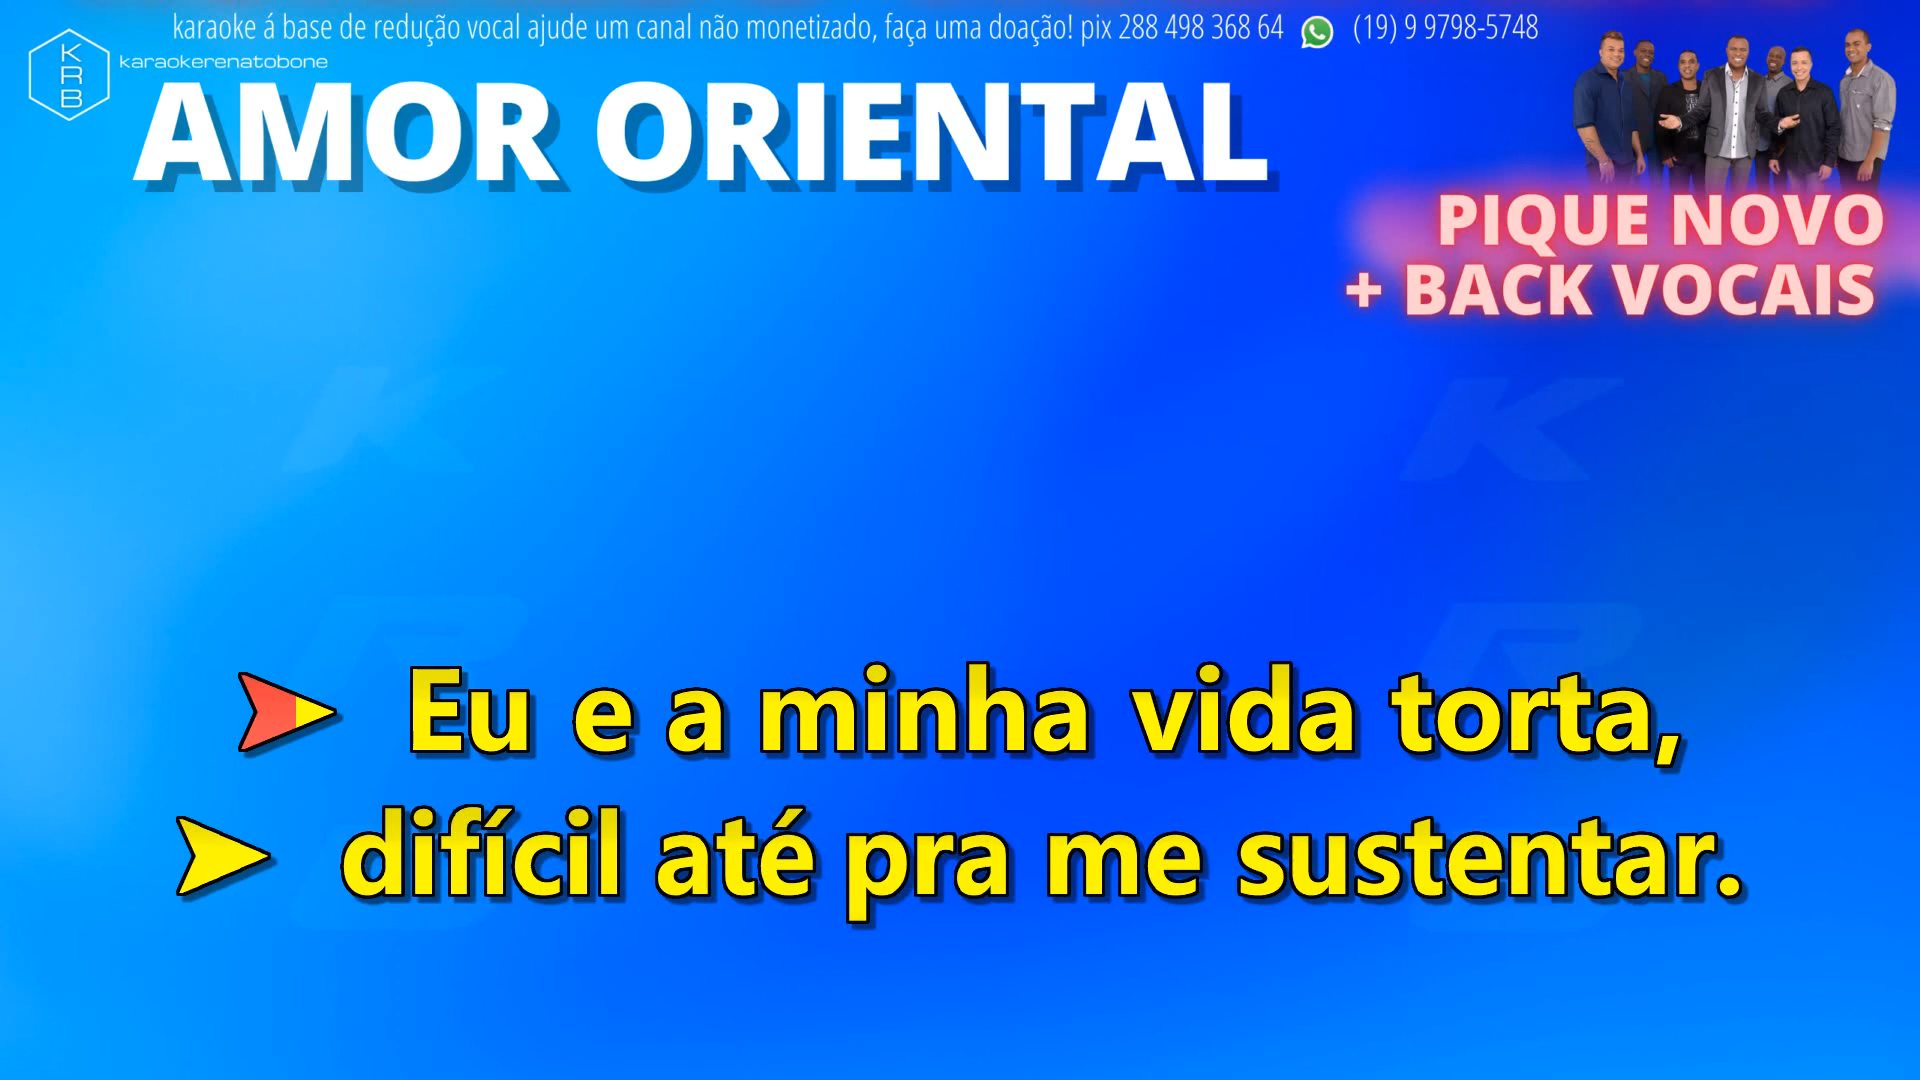 karaoke á base de redução vocal ajude um canal não monetizado, faça uma doação! pix 288 498 368 64 (19) 9 9798-5748
KRB
karaokerenatobone
AMOR ORIENTAL
PIQUE NOVO
+ BACK VOCAIS
K K
R R
B B
➤ Eu e a minha vida torta,
➤ difícil até pra me sustentar.